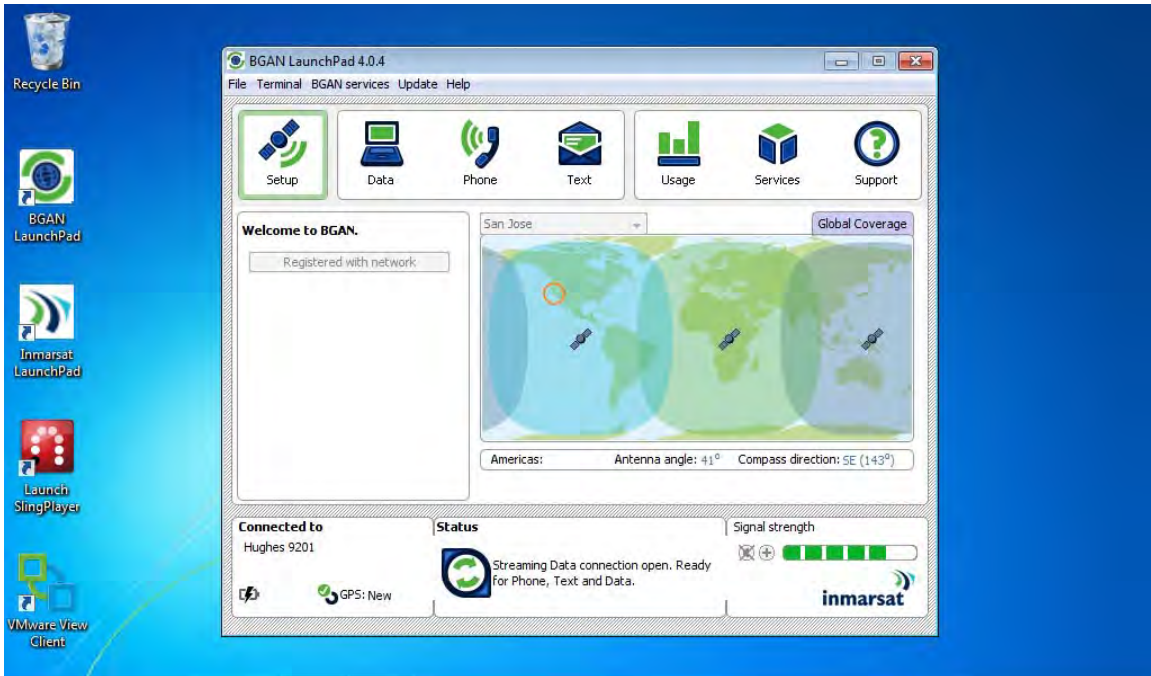 Recycle Bin
BGAN
LaunchPad
Inmarsat
LaunchPad
Launch
SlingPlayer
VMware View
Client
BGAN LaunchPad 4.0.4
File Terminal BGAN services Update Help
Setup Data Phone Text Usage Services Support
Welcome to BGAN.
Registered with network
San Jose Global Coverage
Americas: Antenna angle: 41° Compass direction: SE (143°)
Connected to
Hughes 9201
GPS: New
Status
Streaming Data connection open. Ready
for Phone, Text and Data.
Signal strength
inmarsat